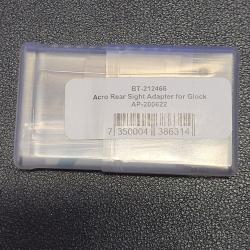 BT-212466
Acro Rear Sight Adapter for Glock
AP-200622
7 350004 386314